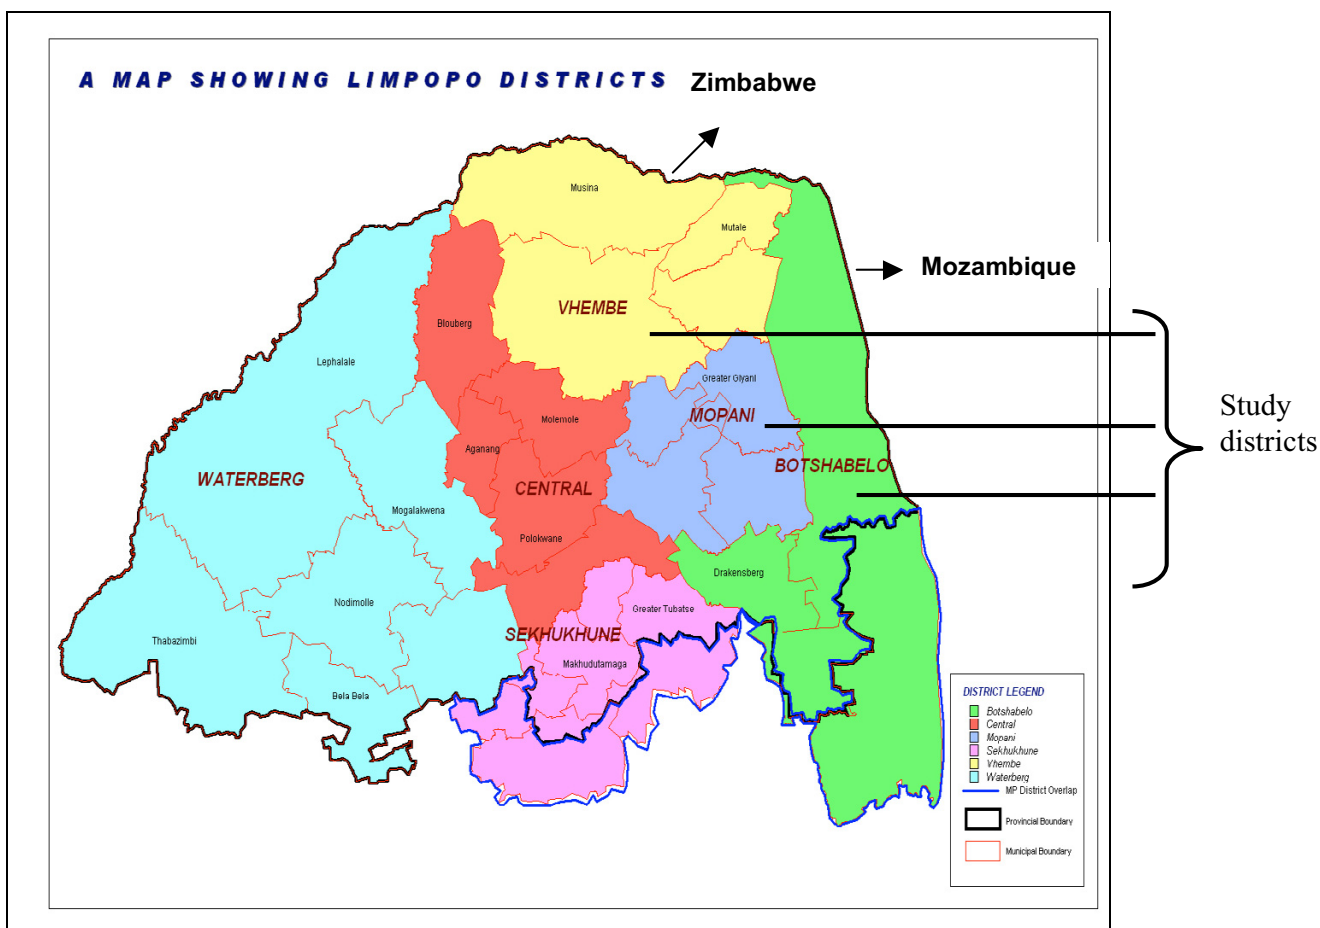 A MAP SHOWING LIMPOPO DISTRICTS
Zimbabwe
Musina
Mutale
Mozambique
VHEMBE
Blouberg
Lephalale
Greater Giyani
MOPANI
Molemole
Aganang
Study
districts
BOTSHABELO
WATERBERG
CENTRAL
Mogalakwena
Polokwane
Drakensberg
Nodimolle
Greater Tubatse
SEKHUKHUNE
Thabazimbi
Makhudutamaga
Bela Bela
DISTRICT LEGEND
Botshabelo
Central
Mopani
Sekhukhune
Vhembe
Waterberg
MP District Overlap
Provincial Boundary
Municipal Boundary